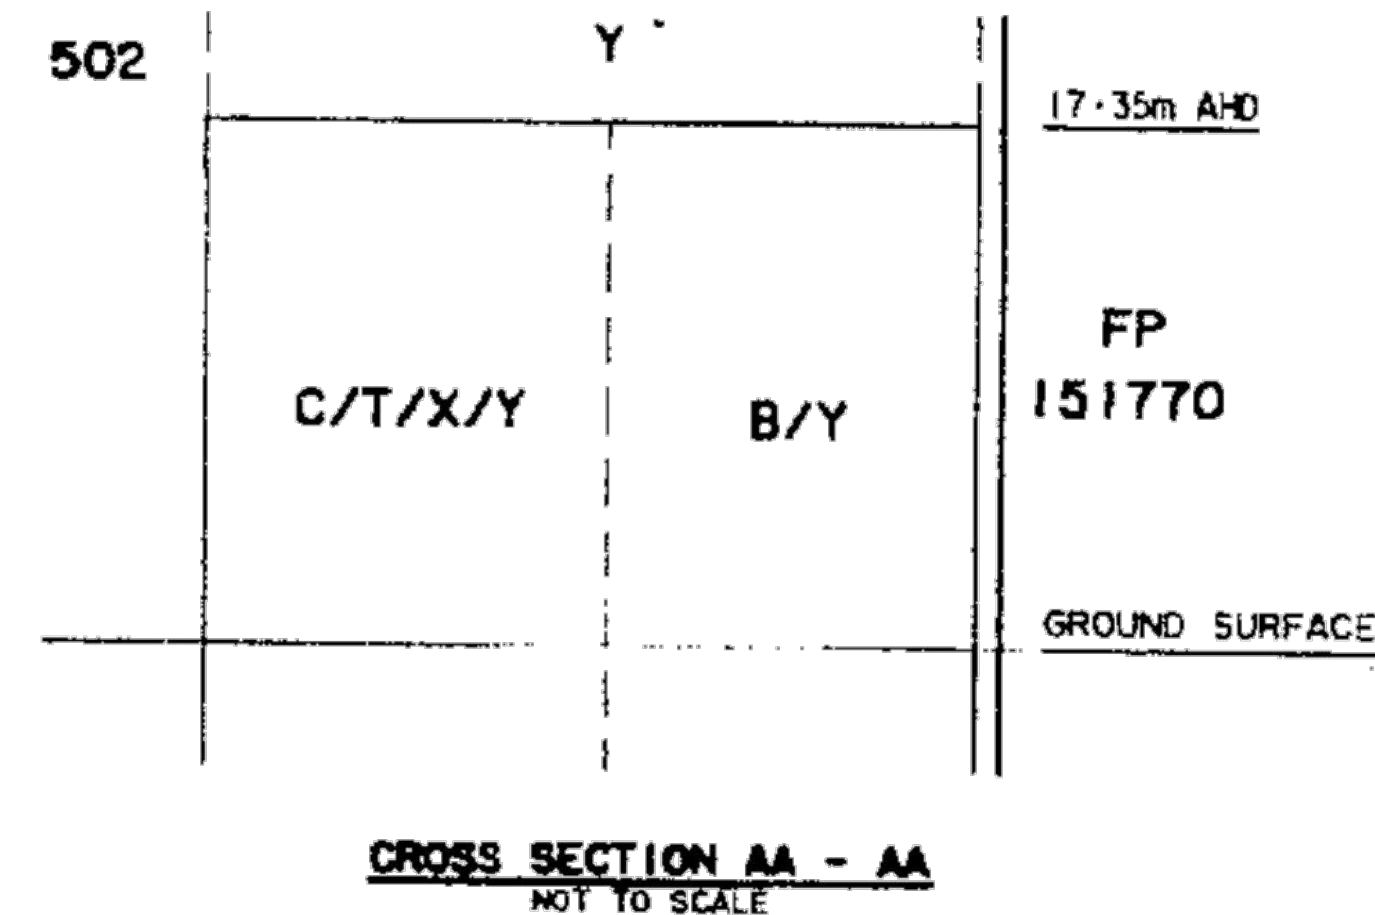 502
Y
17.35m AHD
C/T/X/Y
B/Y
FP
151770
GROUND SURFACE
CROSS SECTION AA - AA
NOT TO SCALE